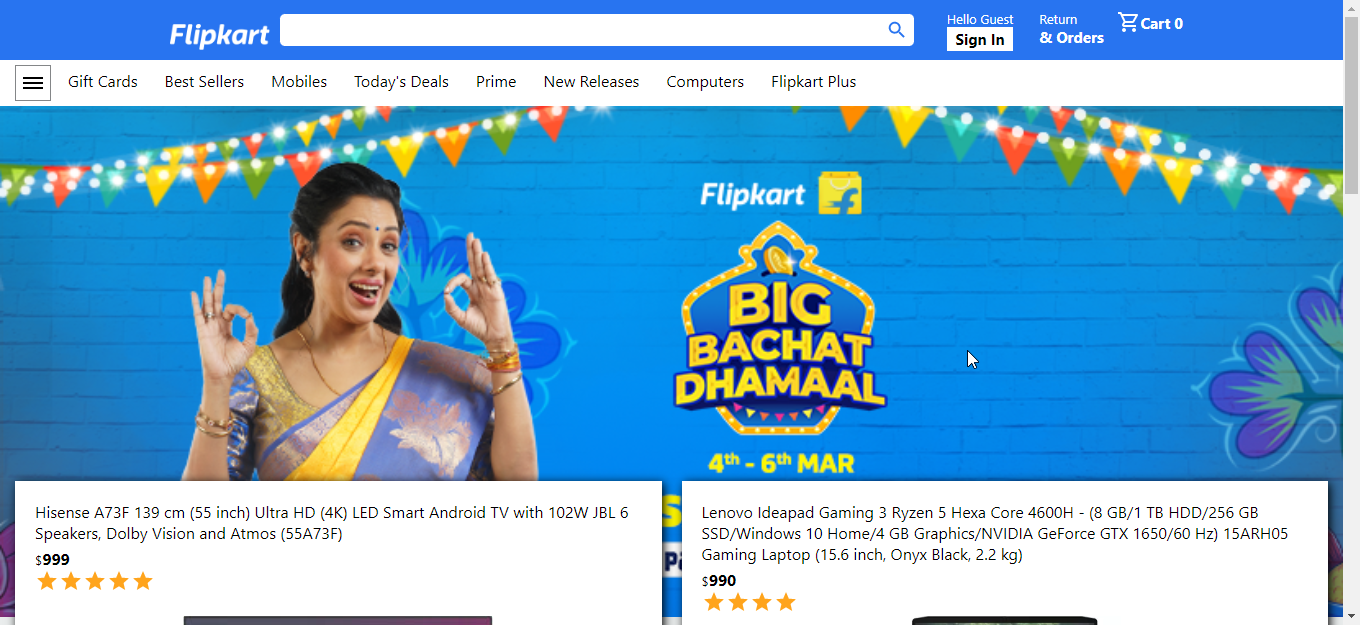 Flipkart
Hello Guest
Sign In
Return
& Orders
Cart 0
Gift Cards
Best Sellers
Mobiles
Today's Deals
Prime
New Releases
Computers
Flipkart Plus
Flipkart
BIG
BACHAT
DHAMAAL
4th - 6th MAR
Hisense A73F 139 cm (55 inch) Ultra HD (4K) LED Smart Android TV with 102W JBL 6
Speakers, Dolby Vision and Atmos (55A73F)
$999
Lenovo Ideapad Gaming 3 Ryzen 5 Hexa Core 4600H - (8 GB/1 TB HDD/256 GB
SSD/Windows 10 Home/4 GB Graphics/NVIDIA GeForce GTX 1650/60 Hz) 15ARH05
Gaming Laptop (15.6 inch, Onyx Black, 2.2 kg)
$990